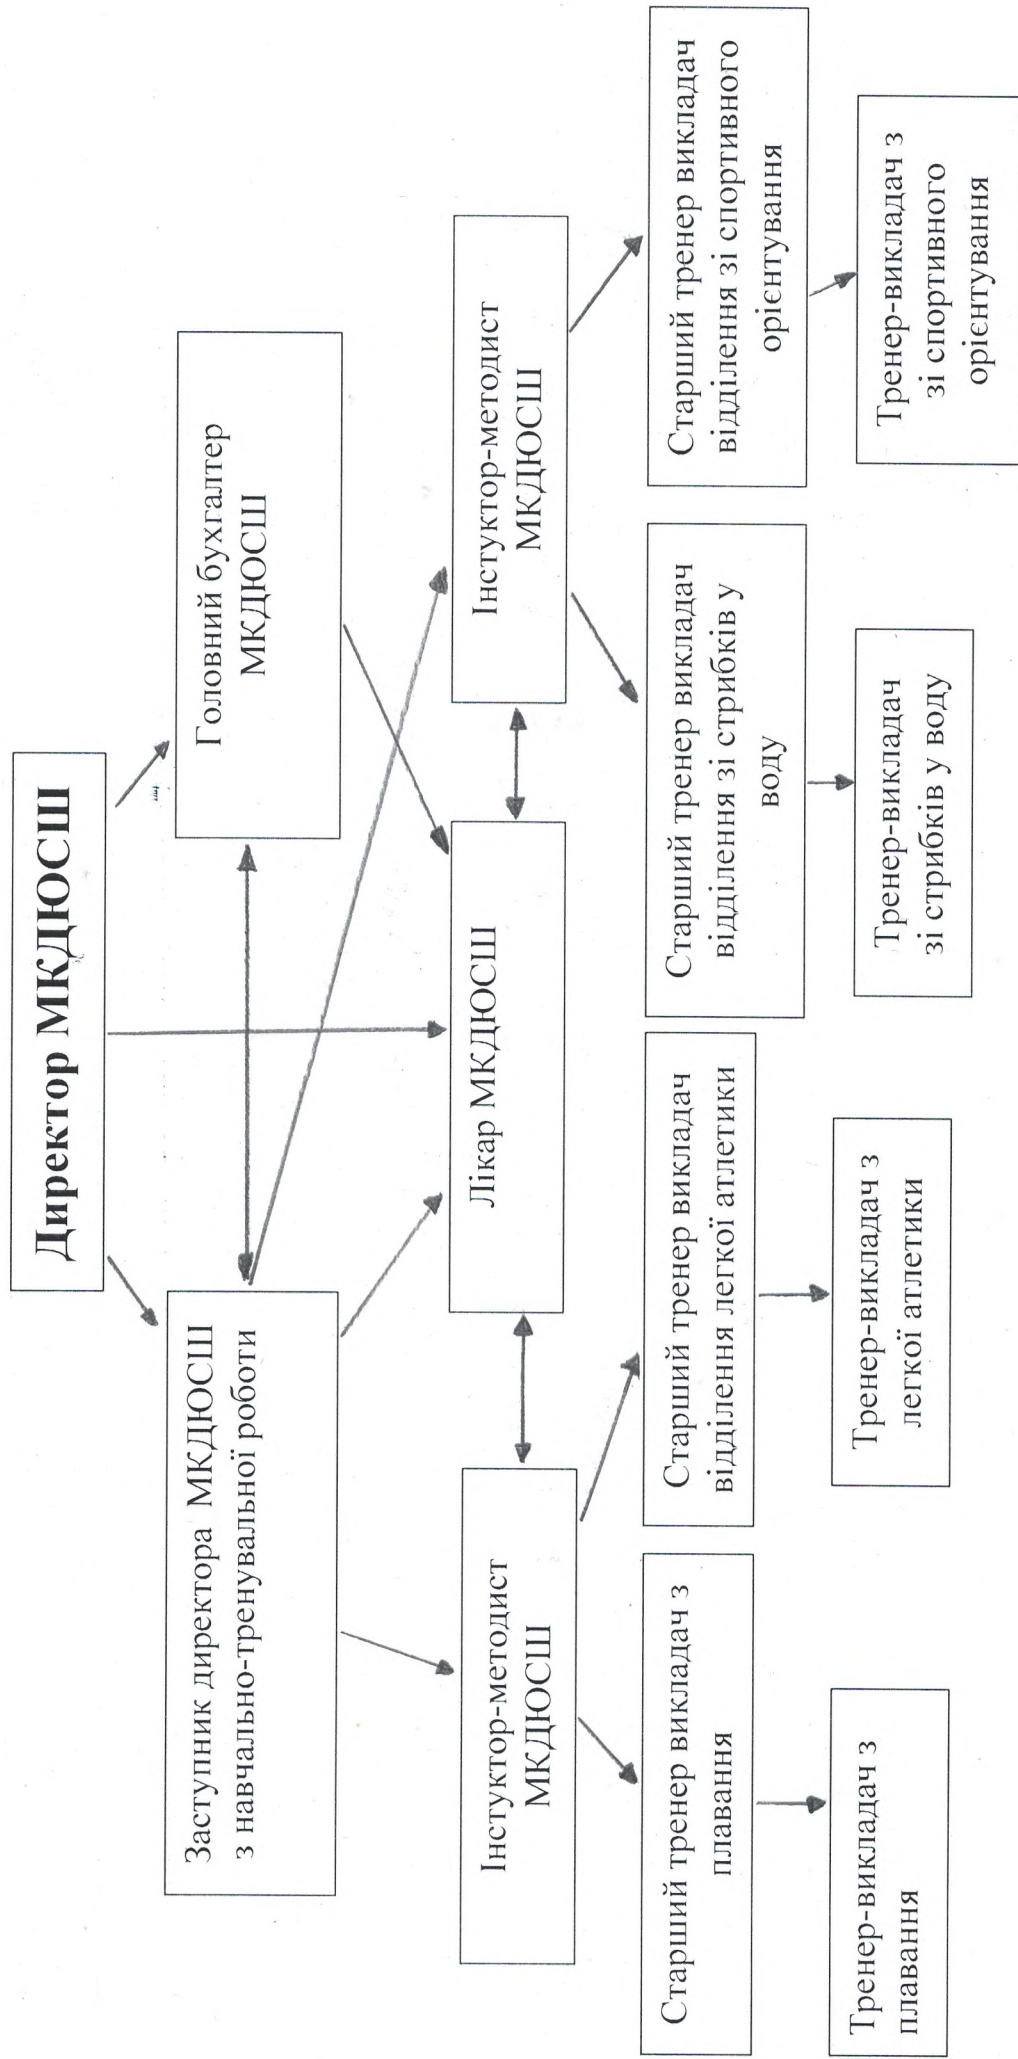 Директор МКДЮСШ
Заступник директора МКДЮСШ
з навчально-тренувальної роботи
Головний бухгалтер
МКДЮСШ
Інстуктор-методист
МКДЮСШ
Лікар МКДЮСШ
Інстуктор-методист
МКДЮСШ
Старший тренер викладач з
плавання
Старший тренер викладач
відділення легкої атлетики
Старший тренер викладач
відділення зі стрибків у
воду
Старший тренер викладач
відділення зі спортивного
орієнтування
Тренер-викладач з
плавання
Тренер-викладач з
легкої атлетики
Тренер-викладач
зі стрибків у воду
Тренер-викладач з
зі спортивного
орієнтування